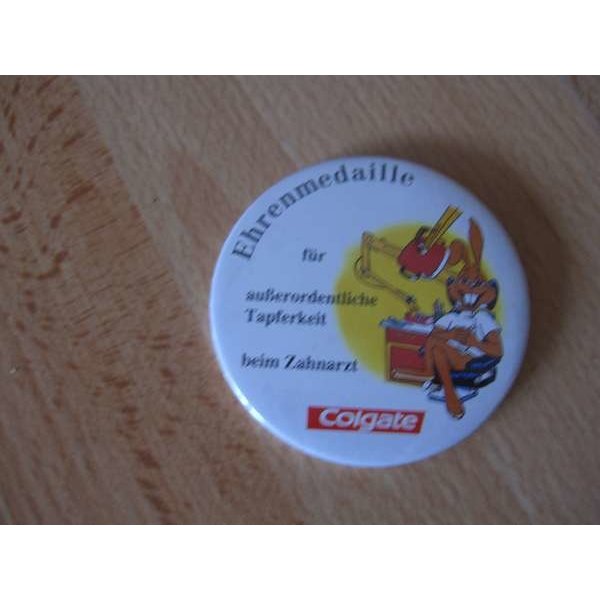 Ehrenmedaille
für
außerordentliche
Tapferkeit
beim Zahnarzt
Colgate